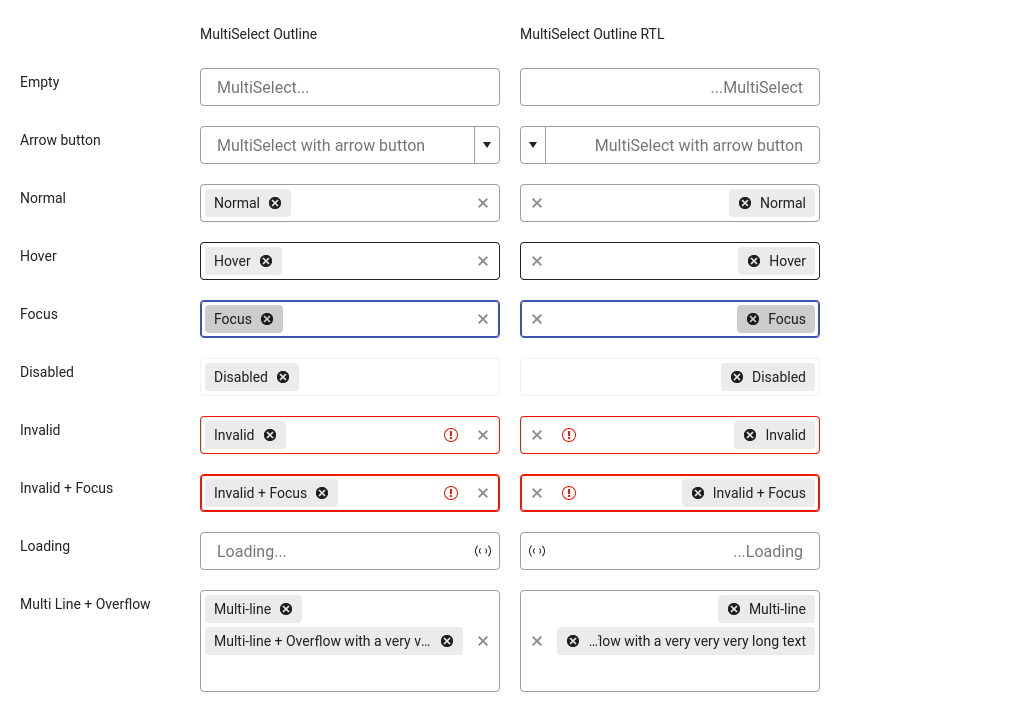 MultiSelect Outline MultiSelect Outline RTL
Empty MultiSelect... ...MultiSelect
Arrow button MultiSelect with arrow button MultiSelect with arrow button
Normal Normal Normal
Hover Hover Hover
Focus Focus Focus
Disabled Disabled Disabled
Invalid Invalid Invalid
Invalid + Focus Invalid + Focus Invalid + Focus
Loading Loading... ...Loading
Multi Line + Overflow Multi-line Multi-line
Multi-line + Overflow with a very v... ...low with a very very very long text